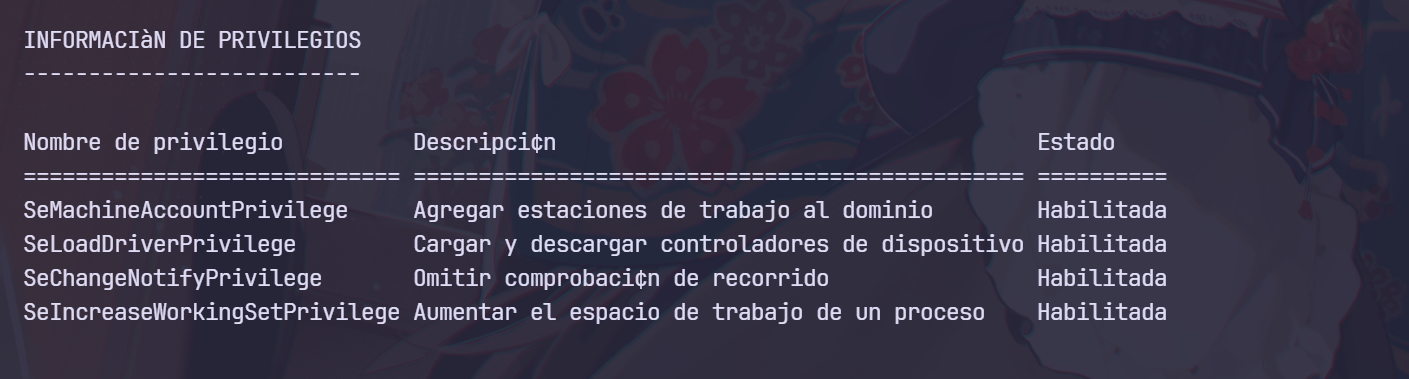 INFORMACIàN DE PRIVILEGIOS
--------------------------
Nombre de privilegio          Descripci¢n                                     Estado
============================= =============================================== ==========
SeMachineAccountPrivilege     Agregar estaciones de trabajo al dominio        Habilitada
SeLoadDriverPrivilege         Cargar y descargar controladores de dispositivo Habilitada
SeChangeNotifyPrivilege       Omitir comprobaci¢n de recorrido                Habilitada
SeIncreaseWorkingSetPrivilege Aumentar el espacio de trabajo de un proceso    Habilitada